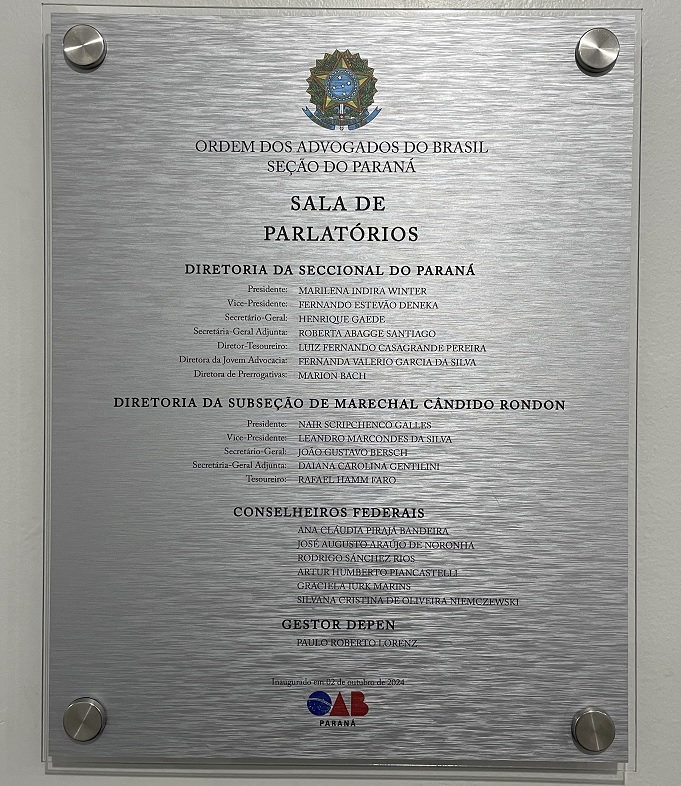 ORDEM DOS ADVOGADOS DO BRASIL
SEÇÃO DO PARANÁ
SALA DE
PARLATÓRIOS
DIRETORIA DA SECCIONAL DO PARANÁ
Presidente: MARILENA INDIRA WINTER
Vice-Presidente: FERNANDO ESTEVÃO DENEKA
Secretário-Geral: HENRIQUE GAEDE
Secretária-Geral Adjunta: ROBERTA ABAGGE SANTIAGO
Diretor-Tesoureiro: LUIZ FERNANDO CASAGRANDE PEREIRA
Diretora da Jovem Advocacia: FERNANDA VALERIO GARCIA DA SILVA
Diretora de Prerrogativas: MARION BACH
DIRETORIA DA SUBSEÇÃO DE MARECHAL CÂNDIDO RONDON
Presidente: NAIR SCRIPCHENCO GALLES
Vice-Presidente: LEANDRO MARCONDES DA SILVA
Secretário-Geral: JOÃO GUSTAVO BERSCH
Secretária-Geral Adjunta: DAIANA CAROLINA GENTILINI
Tesoureiro: RAFAEL HAMM FARO
CONSELHEIROS FEDERAIS
ANA CLÁUDIA PIRAJÁ BANDEIRA
JOSÉ AUGUSTO ARAÚJO DE NORONHA
RODRIGO SÁNCHEZ RIOS
ARTUR HUMBERTO PIANCASTELLI
GRACIELA IURK MARINS
SILVANA CRISTINA DE OLIVEIRA NIEMCZEWSKI
GESTOR DEPEN
PAULO ROBERTO LORENZ
Inaugurado em 02 de outubro de 2024
OAB
PARANÁ